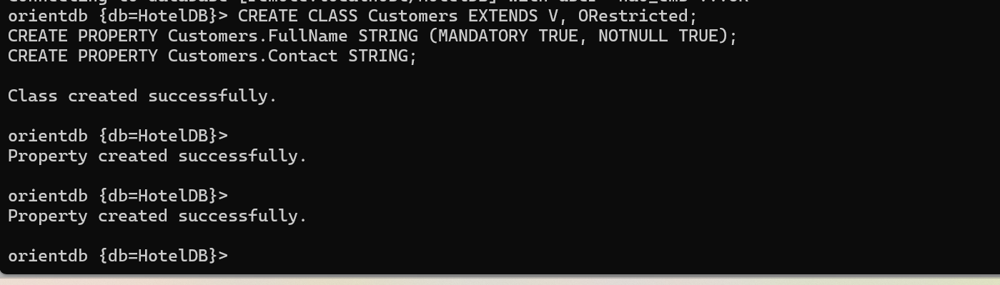 orientdb {db=HotelDB}> CREATE CLASS Customers EXTENDS V, ORestricted;
CREATE PROPERTY Customers.FullName STRING (MANDATORY TRUE, NOTNULL TRUE);
CREATE PROPERTY Customers.Contact STRING;
Class created successfully.
orientdb {db=HotelDB}>
Property created successfully.
orientdb {db=HotelDB}>
Property created successfully.
orientdb {db=HotelDB}>